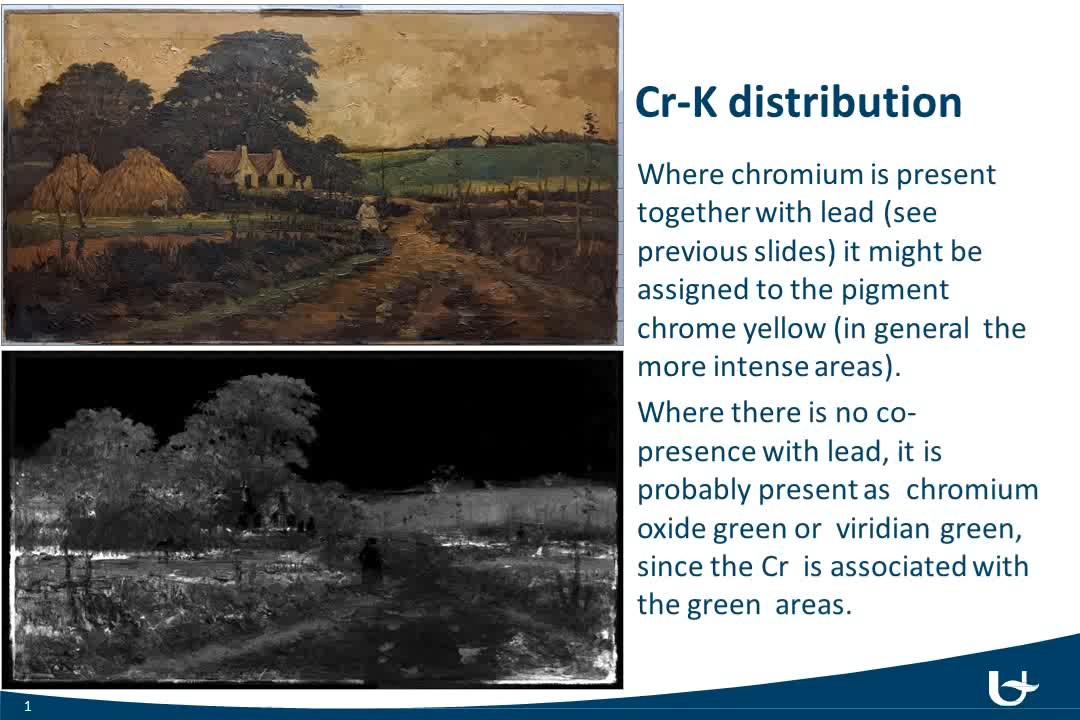 Cr-K distribution
Where chromium is present
together with lead (see
previous slides) it might be
assigned to the pigment
chrome yellow (in general the
more intense areas).
Where there is no co-
presence with lead, it is
probably present as chromium
oxide green or viridian green,
since the Cr is associated with
the green areas.
1